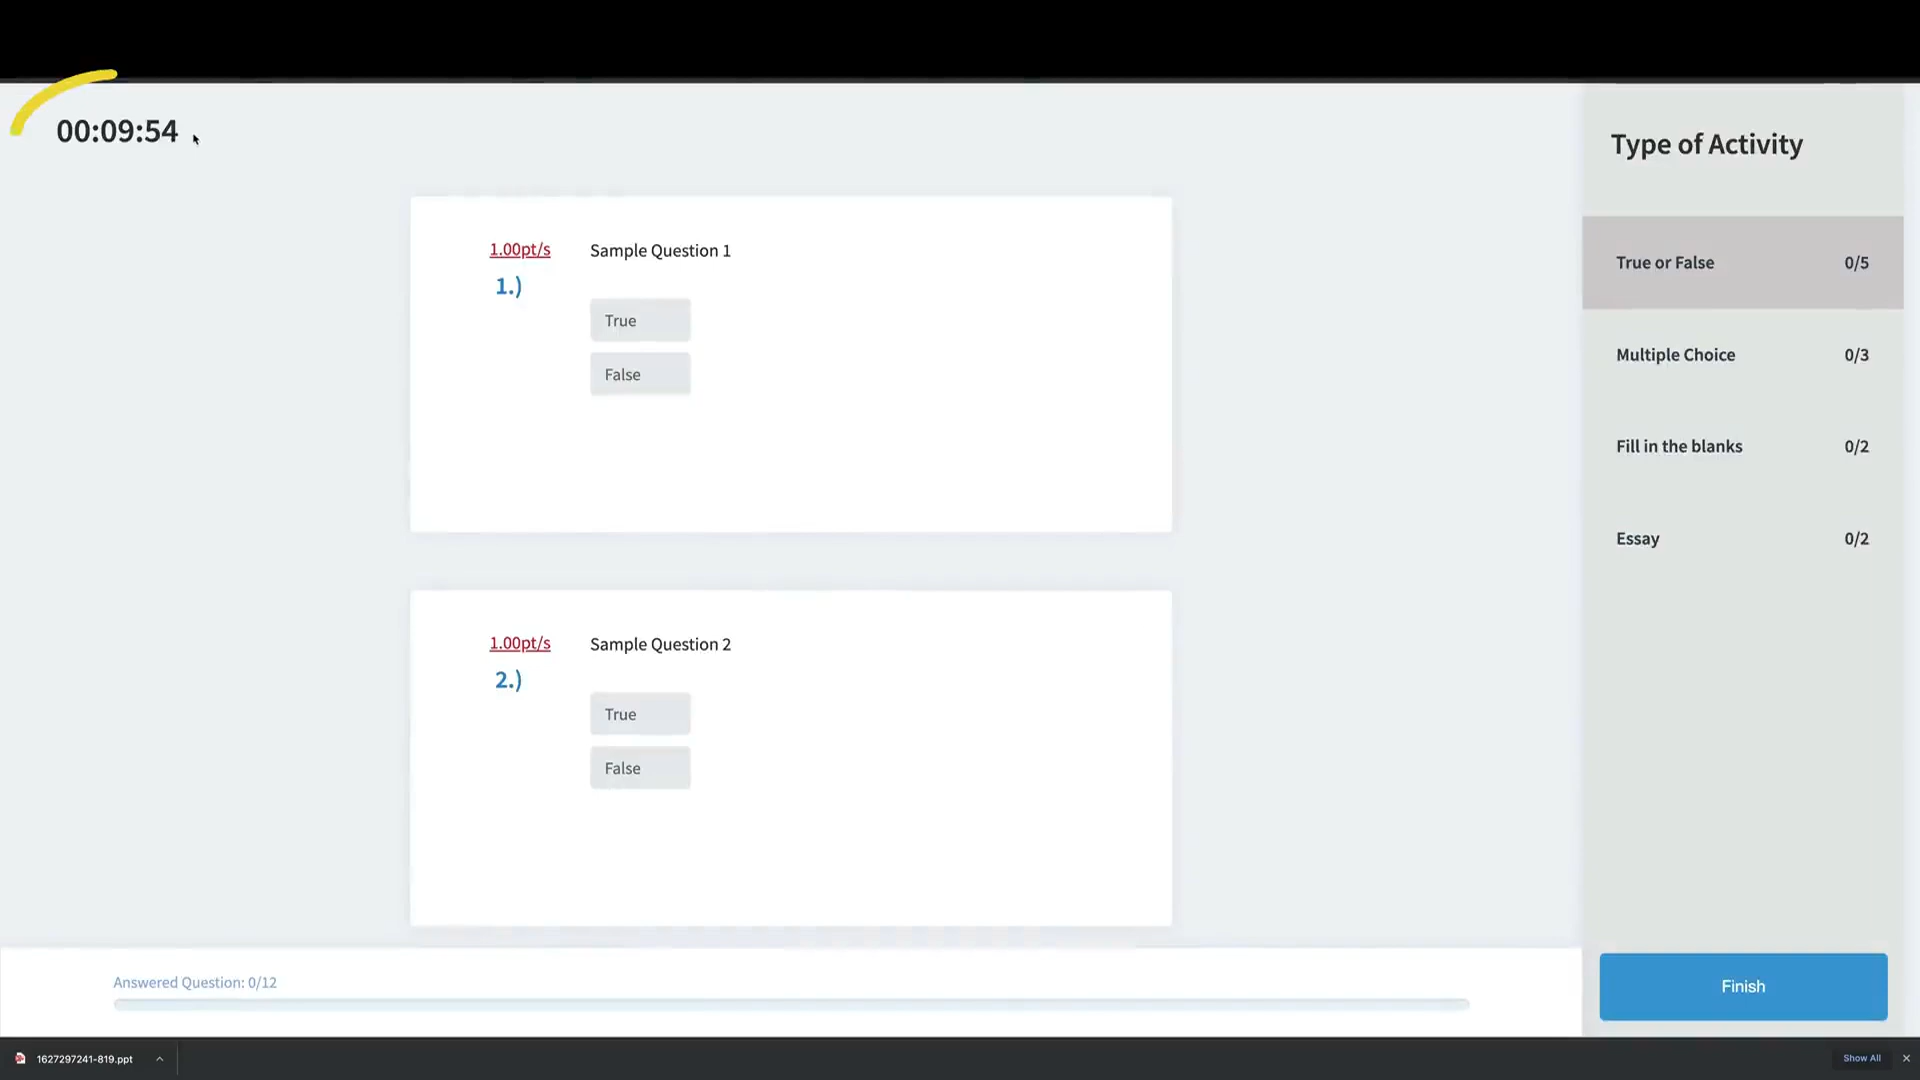 00:09:54
1.00pt/s Sample Question 1
1.)
True
False
1.00pt/s Sample Question 2
2.)
True
False
Answered Question: 0/12
Type of Activity
True or False 0/5
Multiple Choice 0/3
Fill in the blanks 0/2
Essay 0/2
Finish
1627297241-819.ppt
Show All